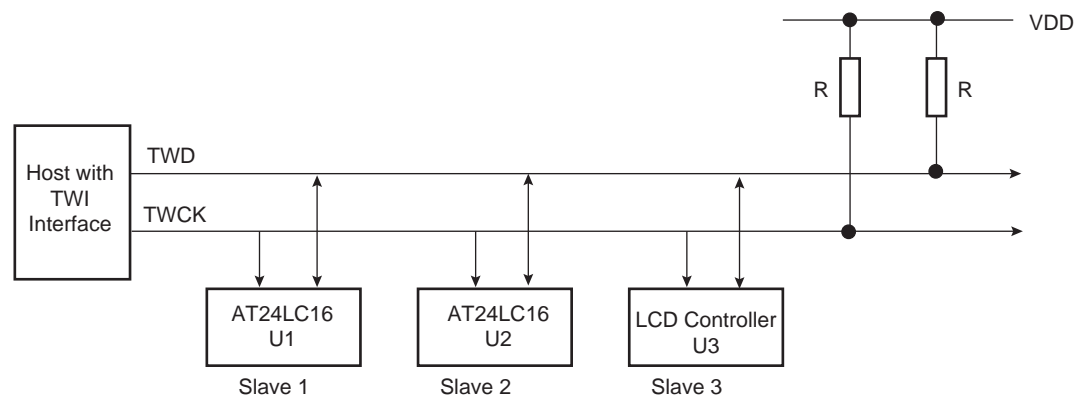 VDD
R
R
Host with
TWI
Interface
TWD
TWCK
AT24LC16
U1
AT24LC16
U2
LCD Controller
U3
Slave 1
Slave 2
Slave 3